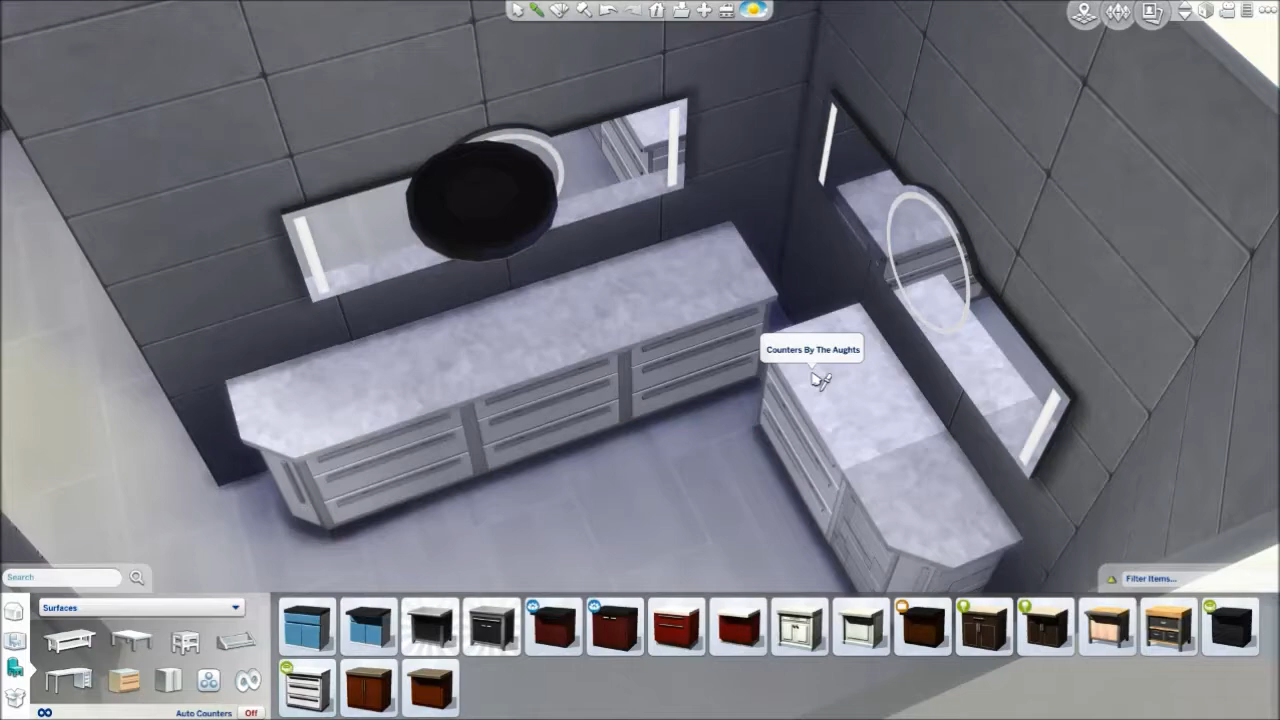 Counters By The Aughts
Search
Filter Items...
Surfaces
Auto Counters Off